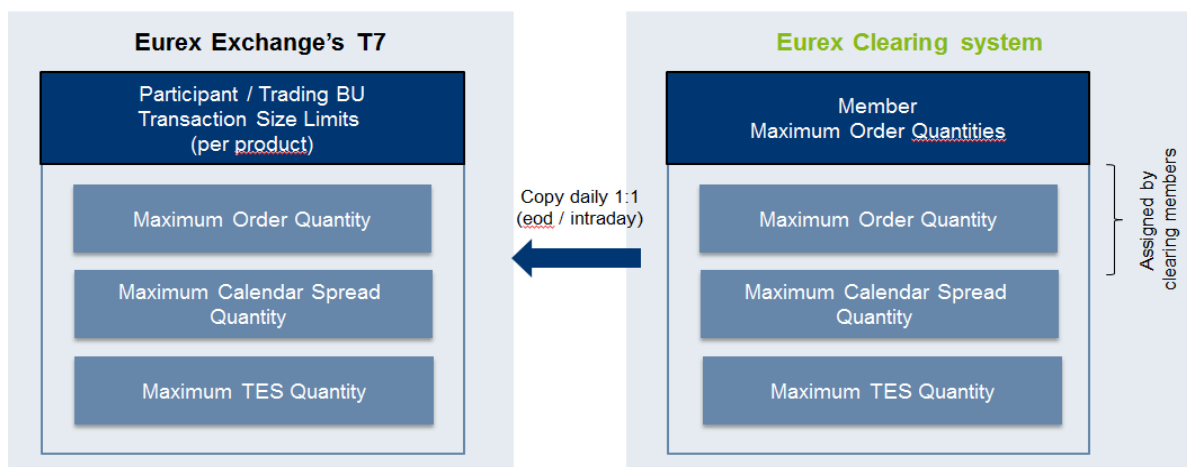 Eurex Exchange’s T7
Participant / Trading BU
Transaction Size Limits
(per product)
Maximum Order Quantity
Maximum Calendar Spread
Quantity
Maximum TES Quantity
Copy daily 1:1
(eod / intraday)
Eurex Clearing system
Member
Maximum Order Quantities
Maximum Order Quantity
Maximum Calendar Spread
Quantity
Maximum TES Quantity
Assigned by
clearing members